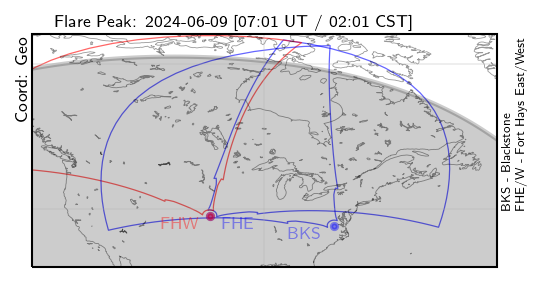 Flare Peak: 2024-06-09 [07:01 UT / 02:01 CST]
Coord: Geo
FHW
FHE
BKS
BKS - Blackstone
FHE/W - Fort Hays East/West